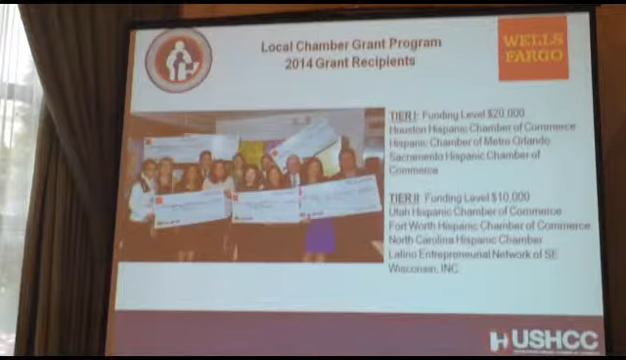 Local Chamber Grant Program
2014 Grant Recipients
WELLS
FARGO
TIER I: Funding Level $20,000
Houston Hispanic Chamber of Commerce
Hispanic Chamber of Metro Orlando
Sacramento Hispanic Chamber of
Commerce
TIER II Funding Level $10,000
Utah Hispanic Chamber of Commerce
Fort Worth Hispanic Chamber of Commerce
North Carolina Hispanic Chamber
Latino Entrepreneurial Network of SE
Wisconsin, INC
USHCC